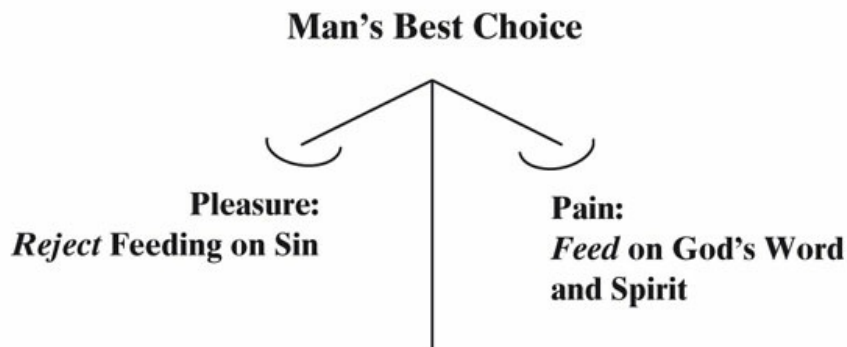 Man's Best Choice
Pleasure:
Reject Feeding on Sin
Pain:
Feed on God's Word
and Spirit